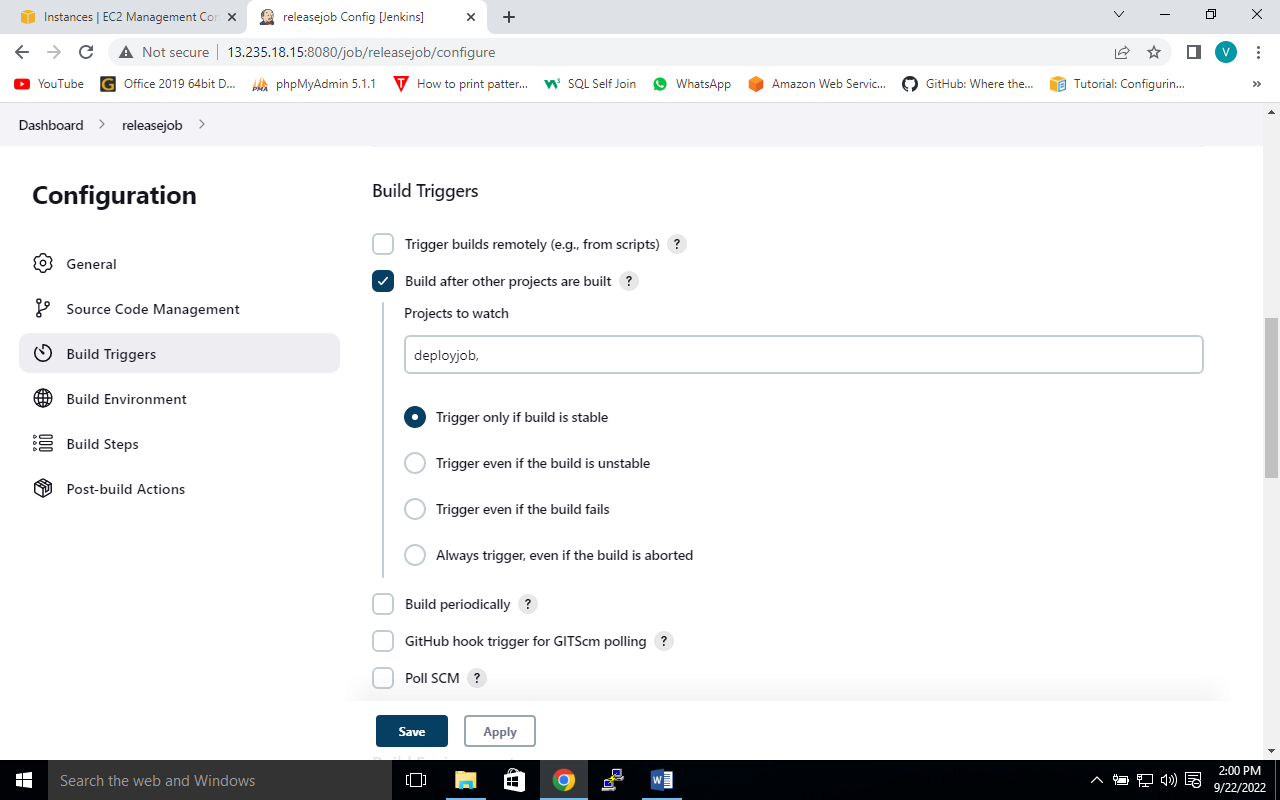 Instances | EC2 Management Con
releasejob Config [Jenkins]
Not secure
13.235.18.15:8080/job/releasejob/configure
V
YouTube
Office 2019 64bit D...
phpMyAdmin 5.1.1
How to print patter...
SQL Self Join
WhatsApp
Amazon Web Servic...
GitHub: Where the...
Tutorial: Configurin...
»
Dashboard > releasejob >
Configuration
General
Source Code Management
Build Triggers
Build Environment
Build Steps
Post-build Actions
Build Triggers
Trigger builds remotely (e.g., from scripts) ?
Build after other projects are built ?
Projects to watch
deployjob,
Trigger only if build is stable
Trigger even if the build is unstable
Trigger even if the build fails
Always trigger, even if the build is aborted
Build periodically ?
GitHub hook trigger for GITScm polling ?
Poll SCM ?
Save
Apply
Search the web and Windows
2:00 PM
9/22/2022